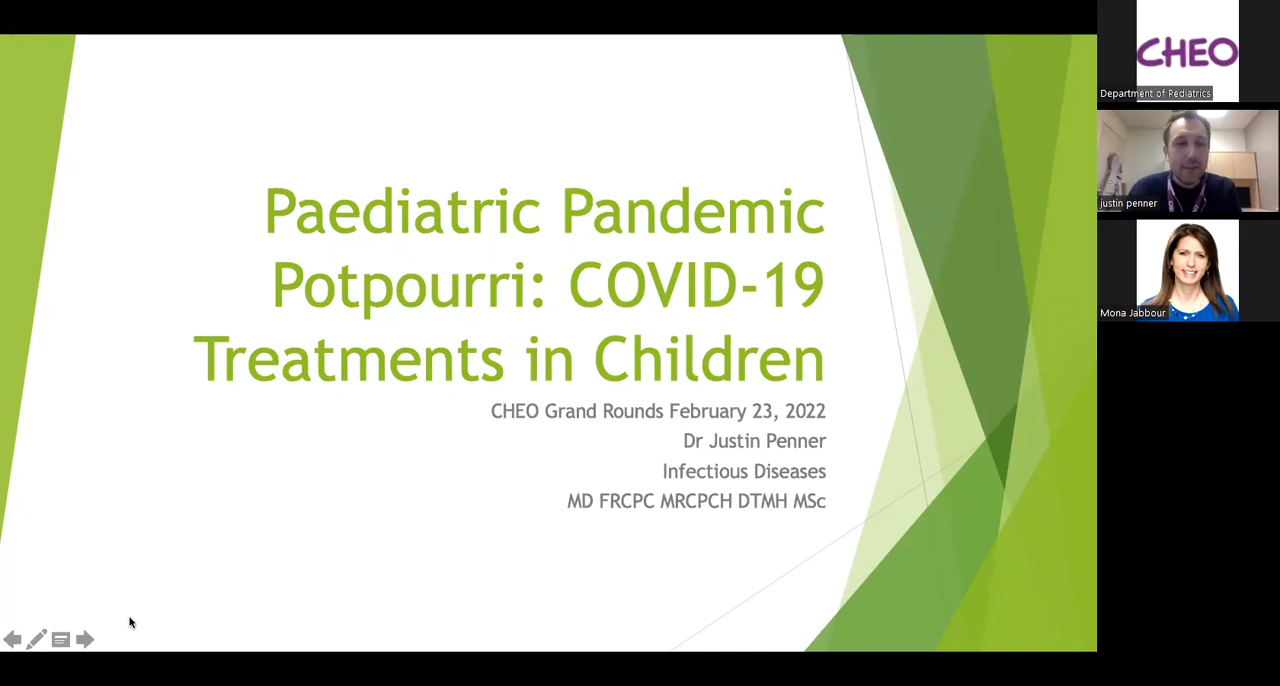 Paediatric Pandemic
Potpourri: COVID-19
Treatments in Children
CHEO Grand Rounds February 23, 2022
Dr Justin Penner
Infectious Diseases
MD FRCPC MRCPCH DTMH MSc
CHEO
Department of Pediatrics
justin penner
Mona Jabbour